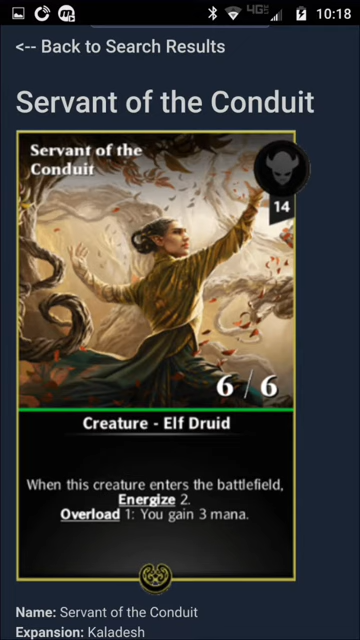 4G
10:18
<-- Back to Search Results
Servant of the Conduit
Servant of the
Conduit
14
6/6
Creature - Elf Druid
When this creature enters the battlefield,
Energize 2.
Overload 1: You gain 3 mana.
Name: Servant of the Conduit
Expansion: Kaladesh